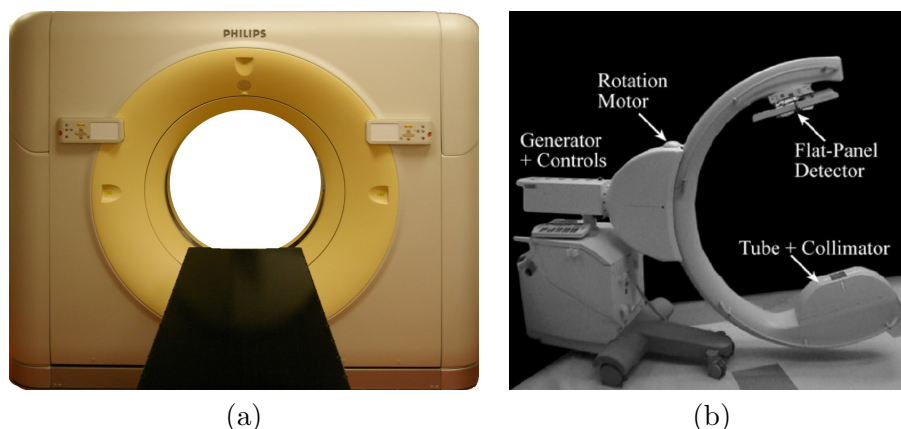 PHILIPS
Rotation
Motor
Generator
+ Controls
Flat-Panel
Detector
Tube + Collimator
(a)
(b)